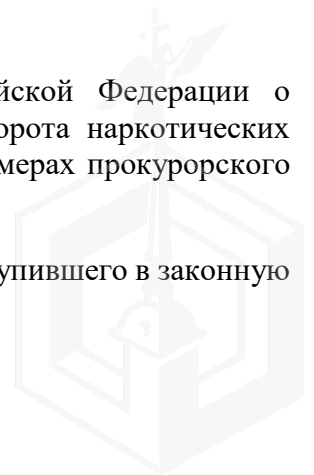 йской Федерации о
орота наркотических
мерах прокурорского
упившего в законную